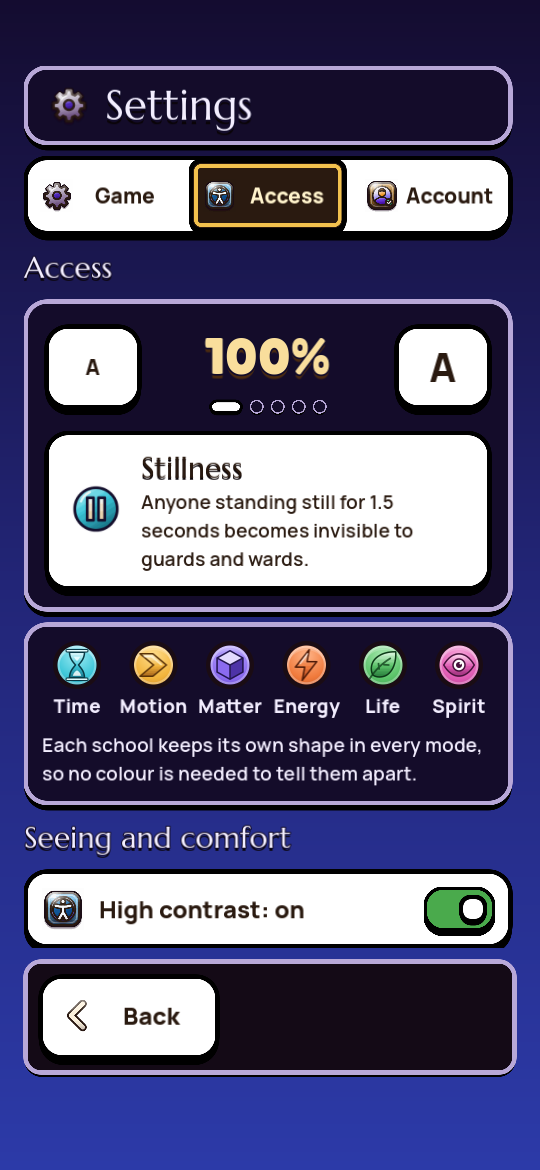 Settings
Game
Access
Account
Access
A
100%
A
Stillness
Anyone standing still for 1.5
seconds becomes invisible to
guards and wards.
Time
Motion
Matter
Energy
Life
Spirit
Each school keeps its own shape in every mode,
so no colour is needed to tell them apart.
Seeing and comfort
High contrast: on
Back